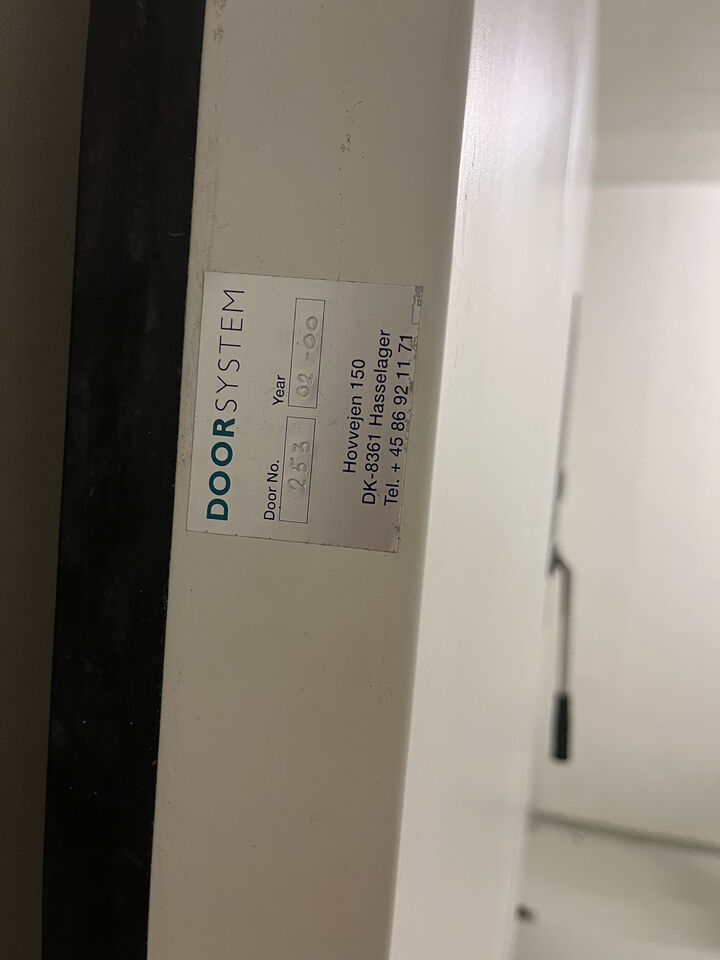 DOORSYSTEM
Door No. Year
253 02-00
Hovvejen 150
DK-8361 Hasselager
Tel. + 45 86 92 11 71